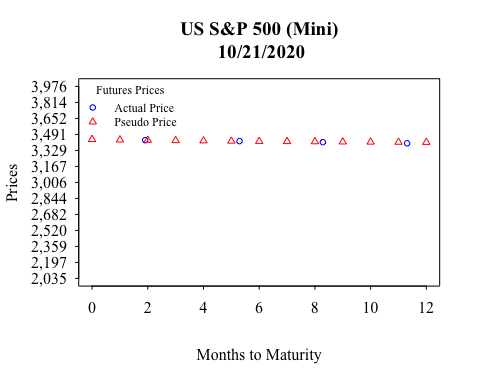 US S&P 500 (Mini)
10/21/2020
Prices
3,976
3,814
3,652
3,491
3,329
3,167
3,006
2,844
2,682
2,520
2,359
2,197
2,035
Futures Prices
Actual Price
Pseudo Price
0 2 4 6 8 10 12
Months to Maturity